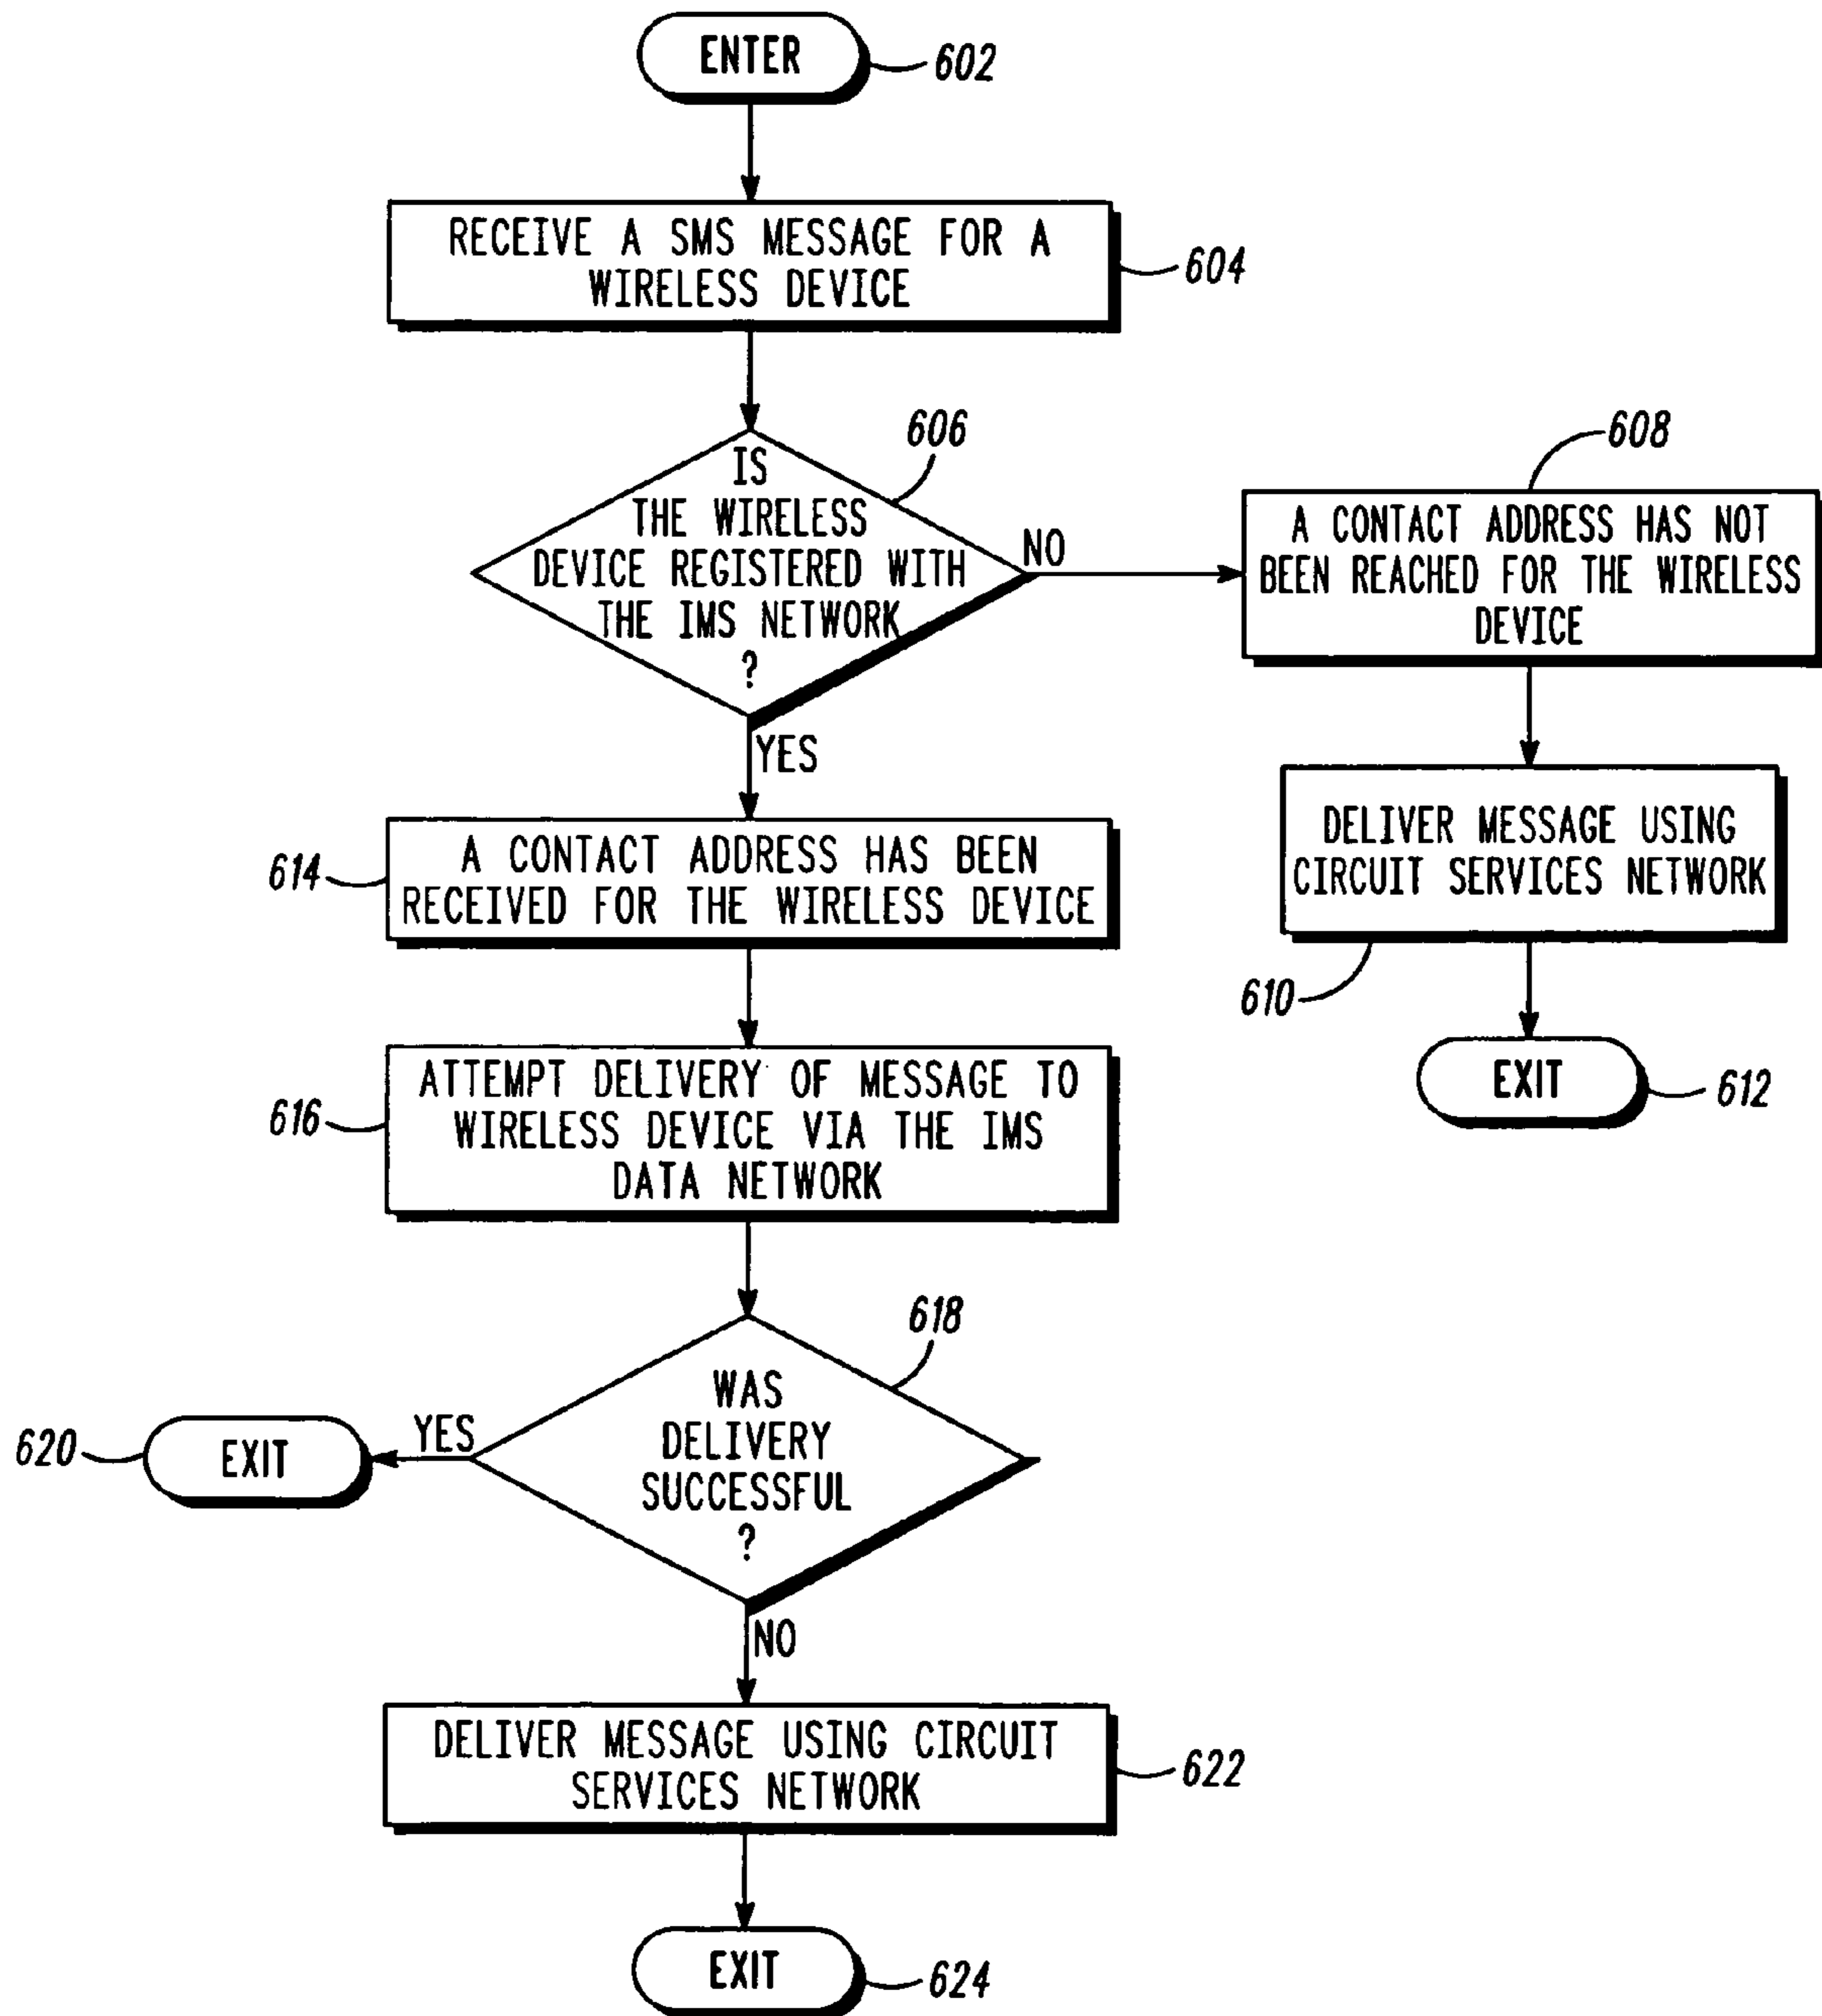 ENTER
602
RECEIVE A SMS MESSAGE FOR A
WIRELESS DEVICE
604
606
IS
THE WIRELESS
DEVICE REGISTERED WITH
THE IMS NETWORK
?
NO
YES
608
A CONTACT ADDRESS HAS NOT
BEEN REACHED FOR THE WIRELESS
DEVICE
DELIVER MESSAGE USING
CIRCUIT SERVICES NETWORK
610
EXIT
612
614
A CONTACT ADDRESS HAS BEEN
RECEIVED FOR THE WIRELESS DEVICE
616
ATTEMPT DELIVERY OF MESSAGE TO
WIRELESS DEVICE VIA THE IMS
DATA NETWORK
618
WAS
DELIVERY
SUCCESSFUL
?
YES
620
EXIT
NO
DELIVER MESSAGE USING CIRCUIT
SERVICES NETWORK
622
EXIT
624